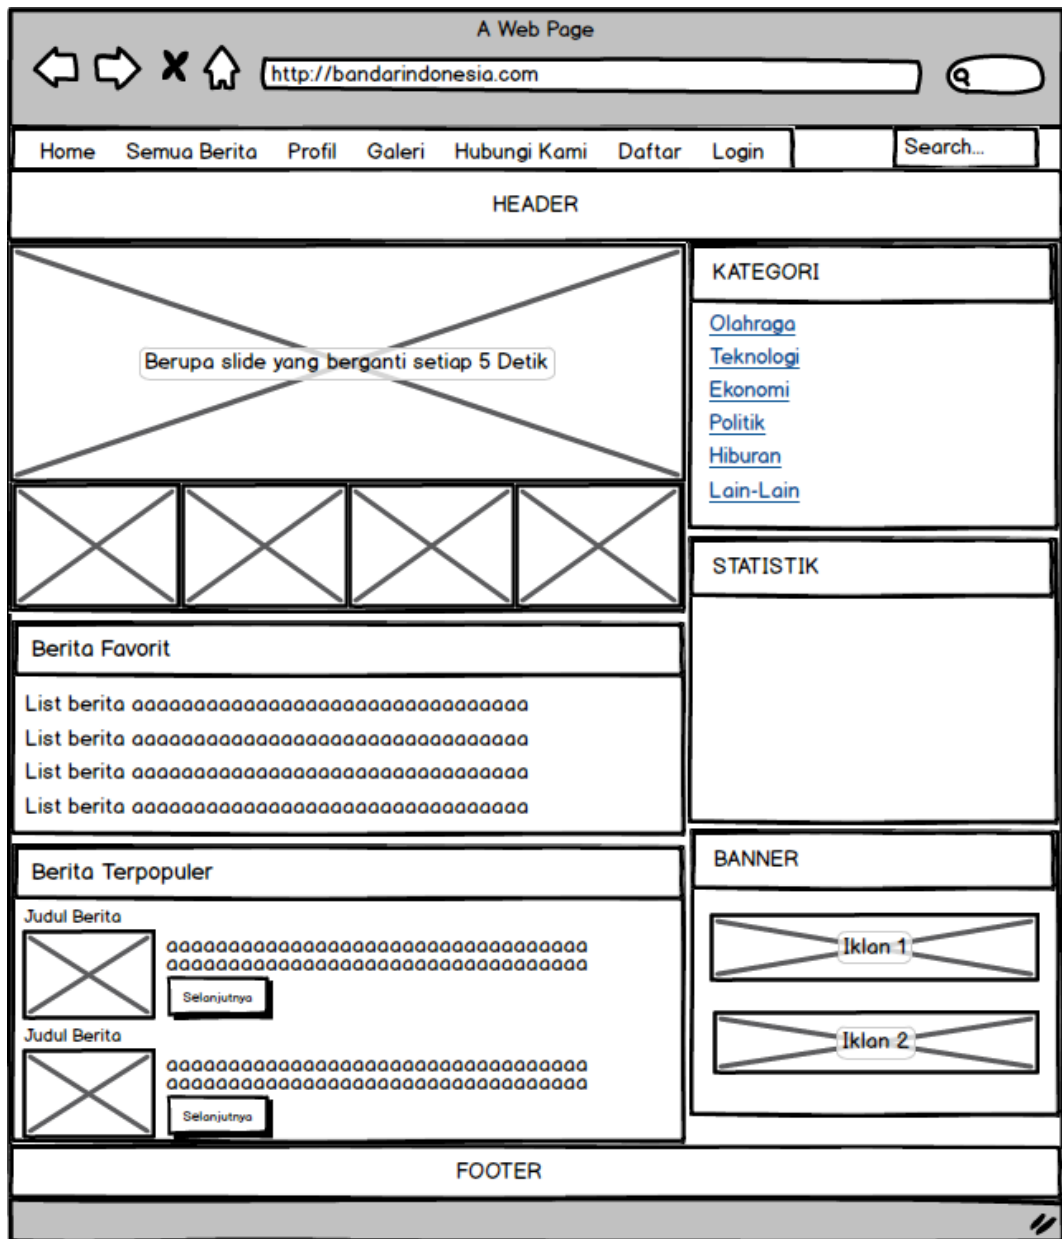 A Web Page
http://bandarindonesia.com
Home Semua Berita Profil Galeri Hubungi Kami Daftar Login Search...
HEADER
Berupa slide yang berganti setiap 5 Detik
KATEGORI
Olahraga
Teknologi
Ekonomi
Politik
Hiburan
Lain-Lain
STATISTIK
Berita Favorit
List berita aaaaaaaaaaaaaaaaaaaaaaaaaaaaaaaa
List berita aaaaaaaaaaaaaaaaaaaaaaaaaaaaaaaa
List berita aaaaaaaaaaaaaaaaaaaaaaaaaaaaaaaa
List berita aaaaaaaaaaaaaaaaaaaaaaaaaaaaaaaa
Berita Terpopuler
Judul Berita
aaaaaaaaaaaaaaaaaaaaaaaaaaaaaaaaaa
aaaaaaaaaaaaaaaaaaaaaaaaaaaaaaaaaa
Selanjutnya
Judul Berita
aaaaaaaaaaaaaaaaaaaaaaaaaaaaaaaaaa
aaaaaaaaaaaaaaaaaaaaaaaaaaaaaaaaaa
Selanjutnya
BANNER
Iklan 1
Iklan 2
FOOTER